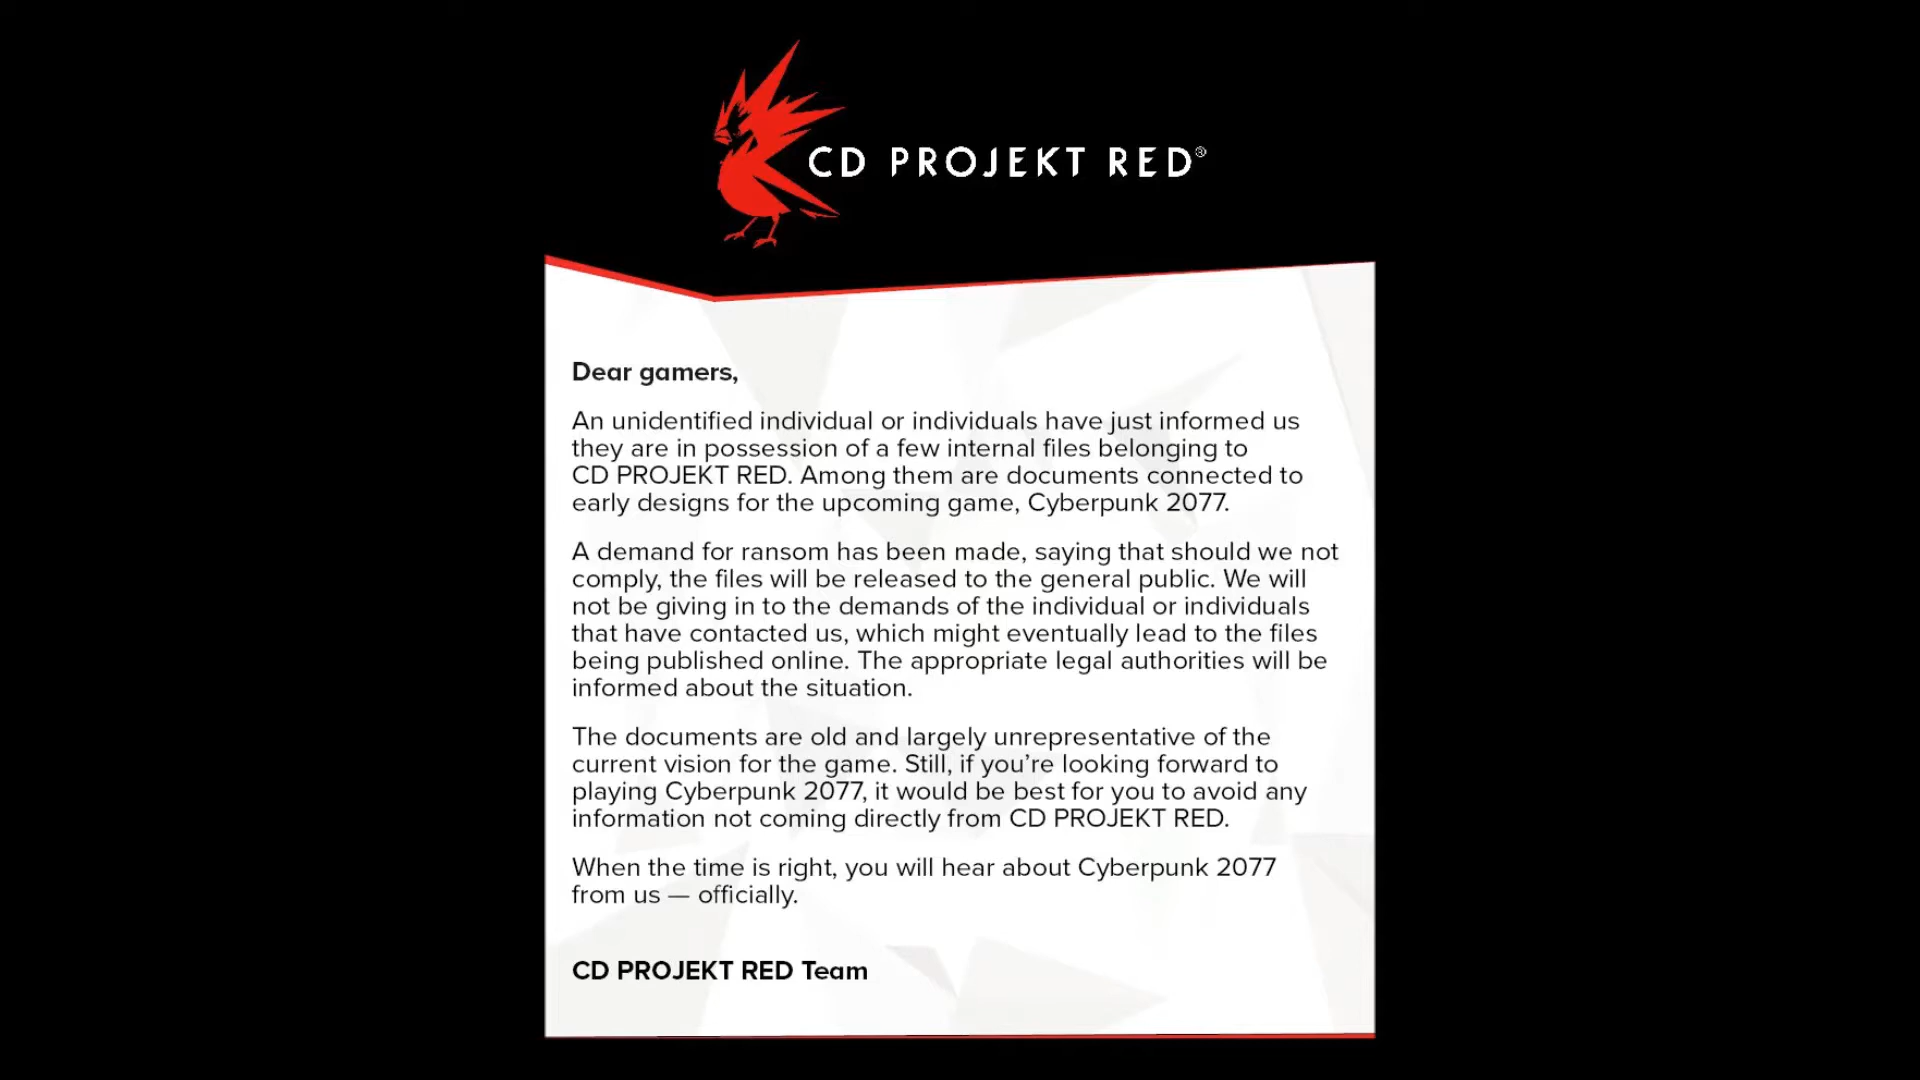 CD PROJEKT RED®
Dear gamers,
An unidentified individual or individuals have just informed us
they are in possession of a few internal files belonging to
CD PROJEKT RED. Among them are documents connected to
early designs for the upcoming game, Cyberpunk 2077.
A demand for ransom has been made, saying that should we not
comply, the files will be released to the general public. We will
not be giving in to the demands of the individual or individuals
that have contacted us, which might eventually lead to the files
being published online. The appropriate legal authorities will be
informed about the situation.
The documents are old and largely unrepresentative of the
current vision for the game. Still, if you’re looking forward to
playing Cyberpunk 2077, it would be best for you to avoid any
information not coming directly from CD PROJEKT RED.
When the time is right, you will hear about Cyberpunk 2077
from us — officially.
CD PROJEKT RED Team